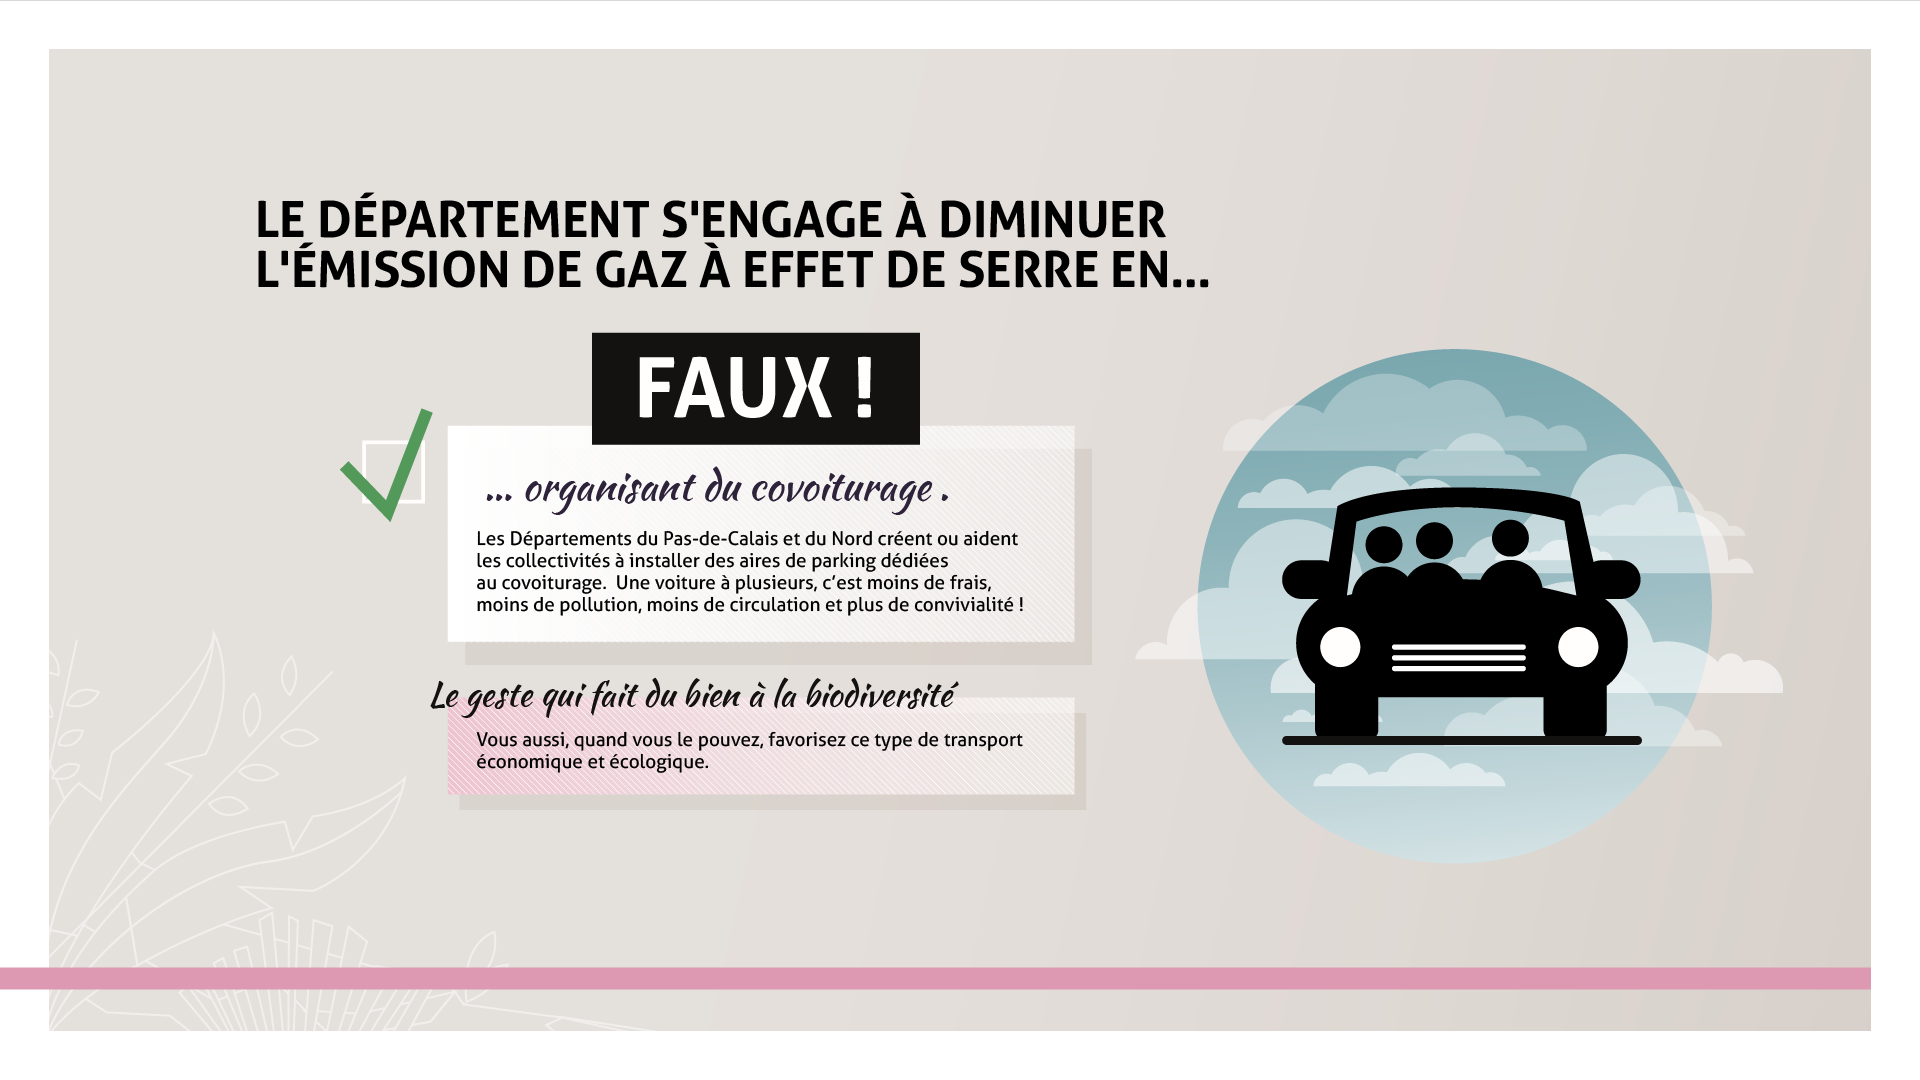 LE DÉPARTEMENT S'ENGAGE À DIMINUER
L'ÉMISSION DE GAZ À EFFET DE SERRE EN...
FAUX !
... organisant du covoiturage .
Les Départements du Pas-de-Calais et du Nord créent ou aident
les collectivités à installer des aires de parking dédiées
au covoiturage.  Une voiture à plusieurs, c’est moins de frais,
moins de pollution, moins de circulation et plus de convivialité !
Le geste qui fait du bien à la biodiversité
Vous aussi, quand vous le pouvez, favorisez ce type de transport
économique et écologique.